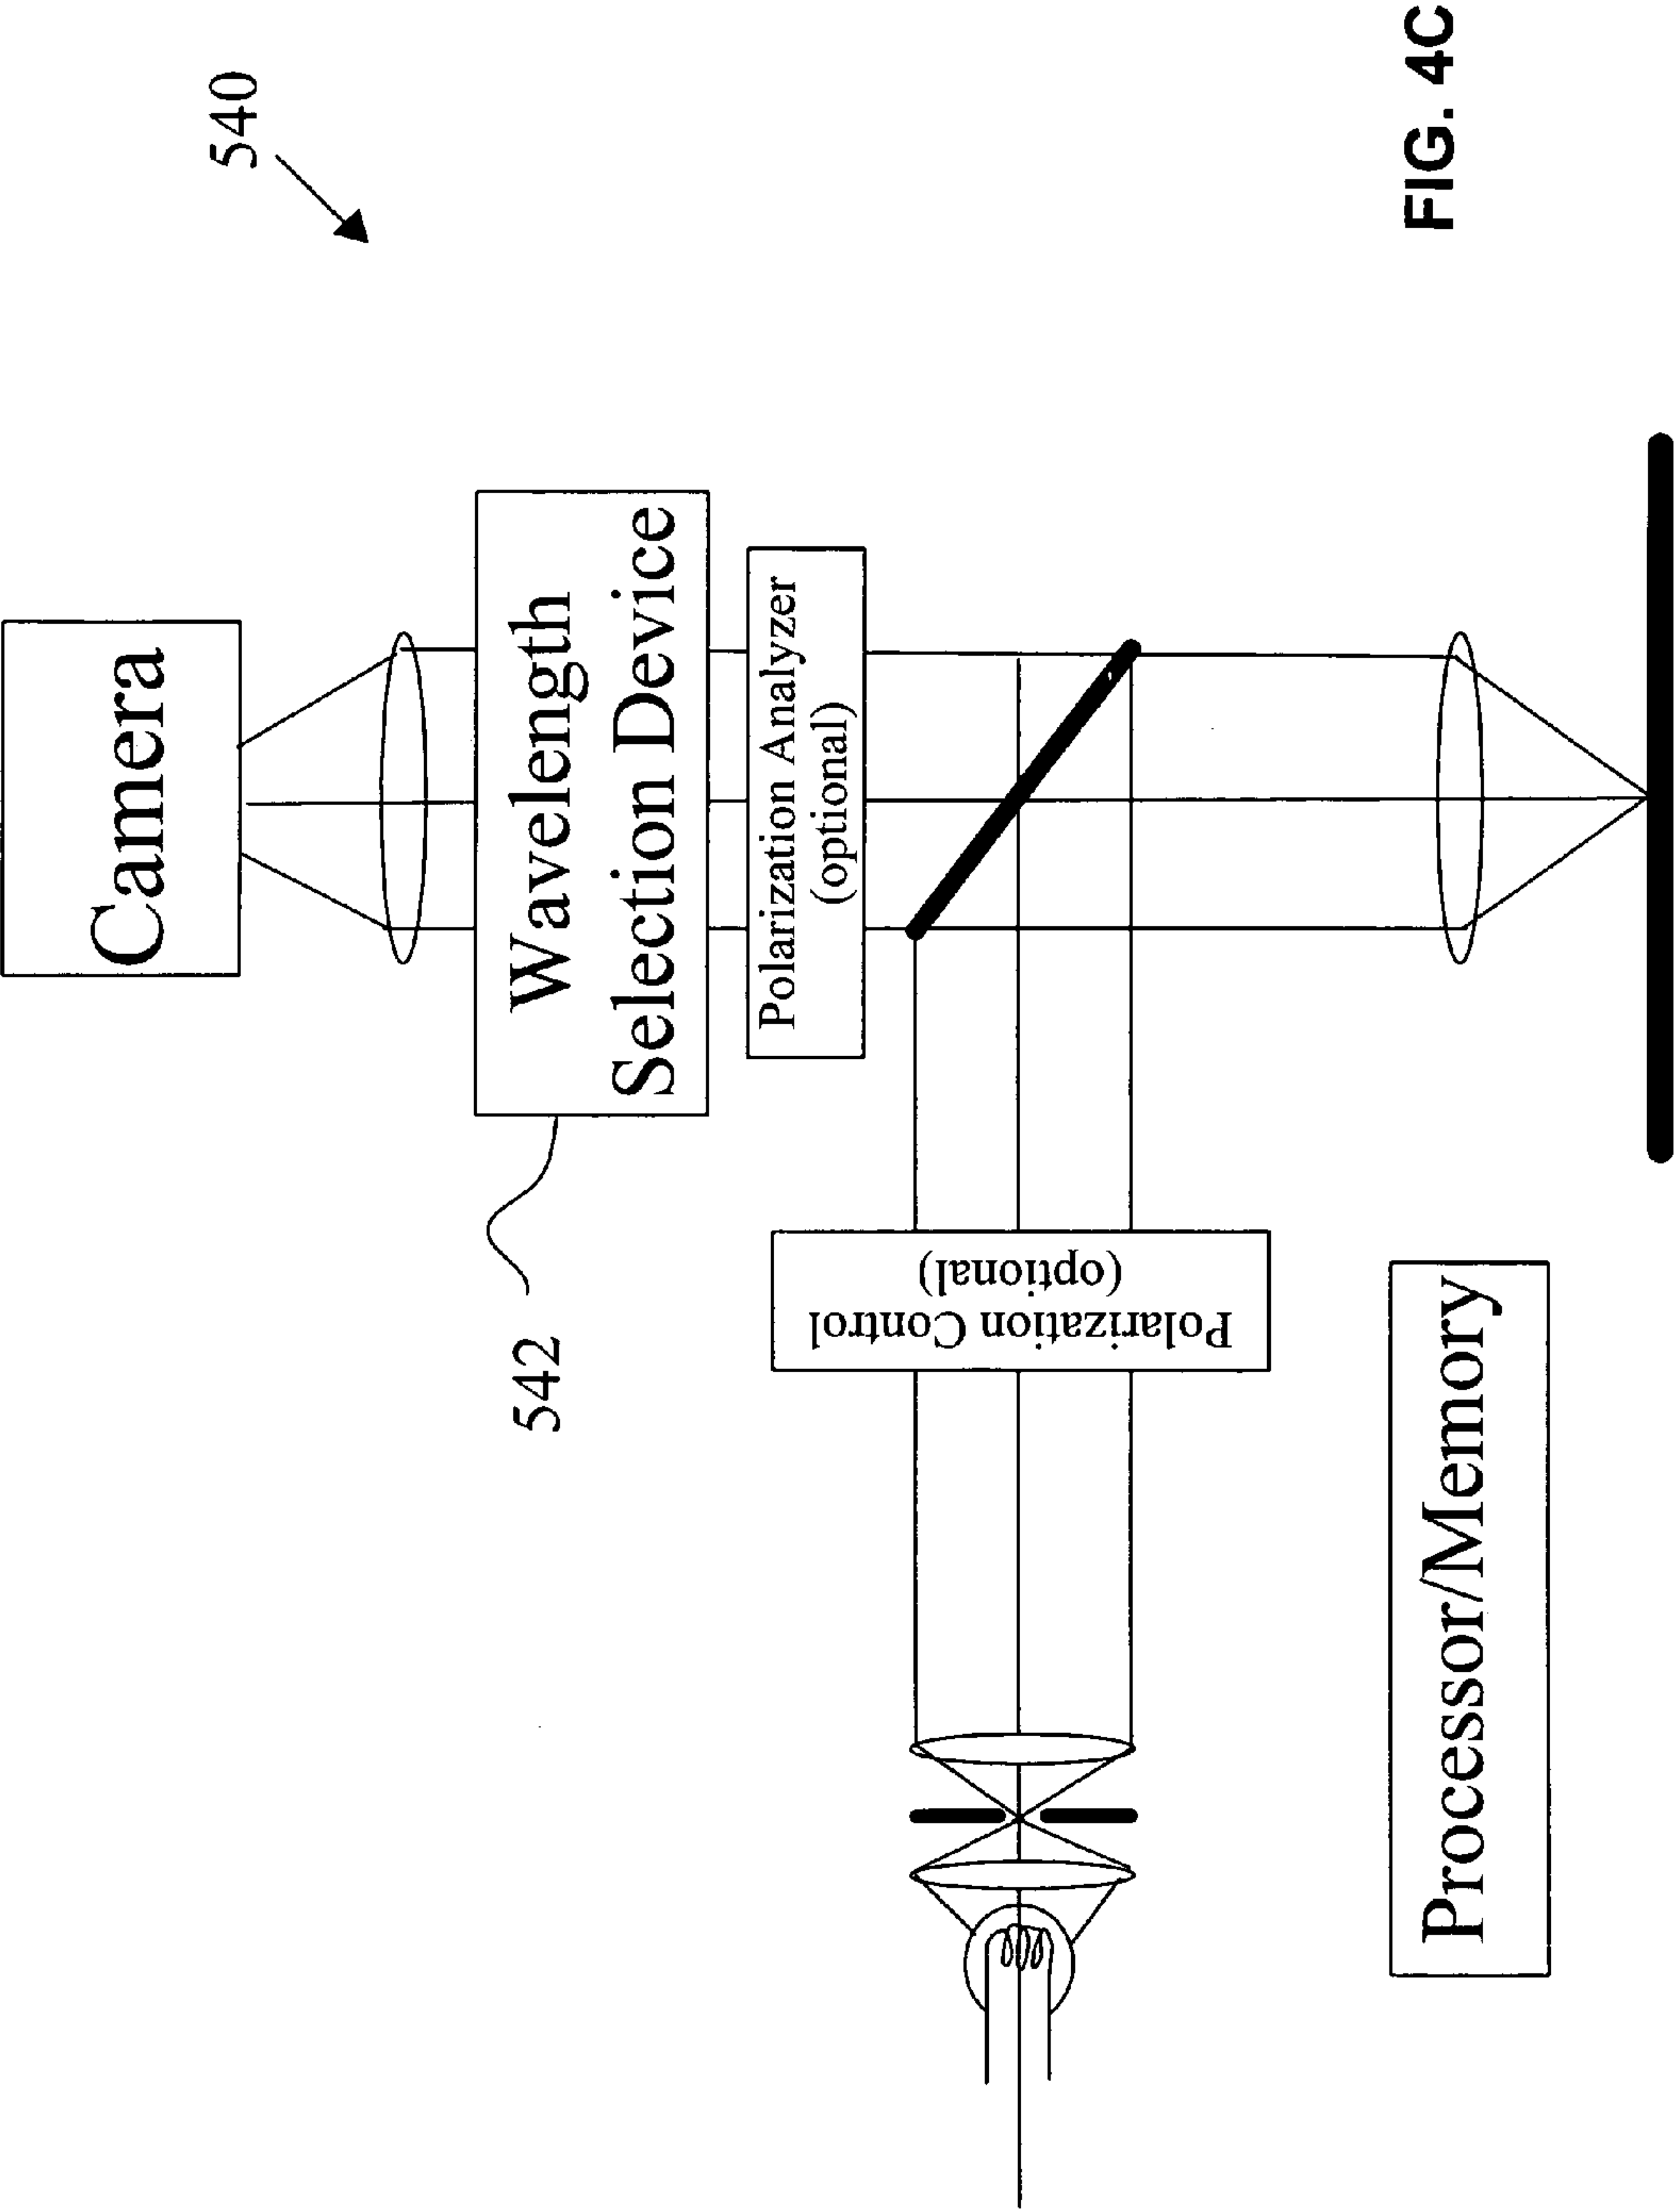 540
Camera
Wavelength
Selection Device
Polarization Analyzer
(optional)
542
Polarization Control
(optional)
Processor/Memory
FIG. 4C